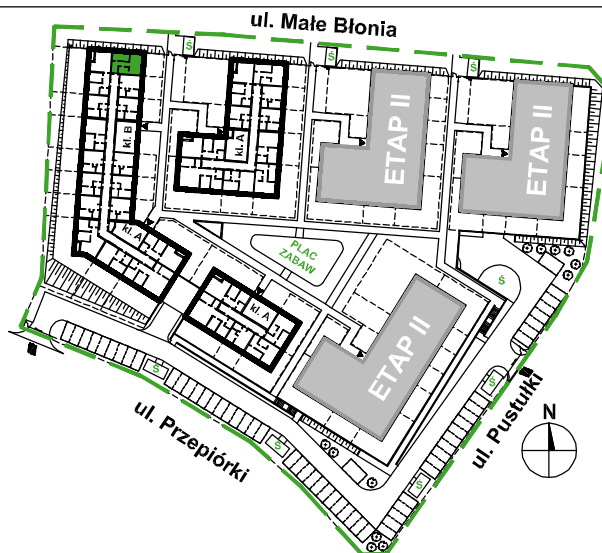 ul. Małe Błonia
Ś
Ś
Ś
kl. B
kl. A
ETAP II
ETAP II
kl. A
PLAC
ZABAW
Ś
kl. A
ETAP II
Ś
Ś
Ś
Ś
ul. Przepiórki
ul. Pustułki
N